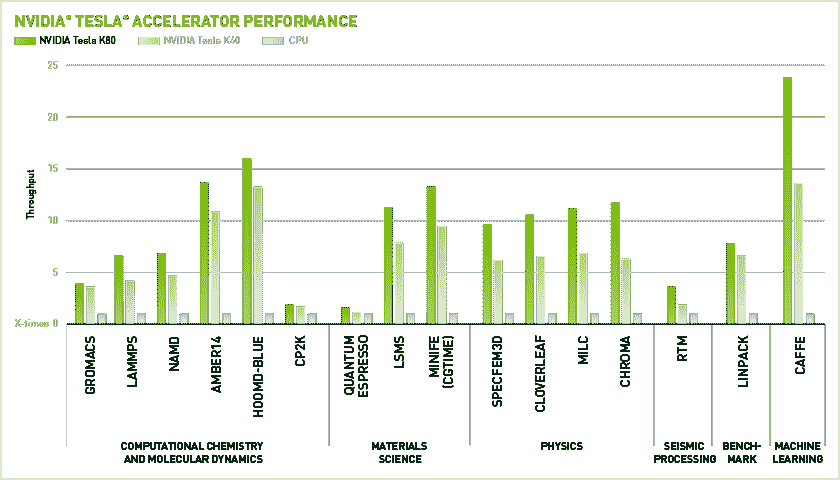 NVIDIA® TESLA® ACCELERATOR PERFORMANCE
NVIDIA Tesla K80 NVIDIA Tesla K40 CPU
25
20
15
10
5
X-times 0
Throughput
GROMACS
LAMMPS
NAMD
AMBER14
HOOMD-BLUE
CP2K
QUANTUM
ESPRESSO
LSMS
MINIFE
(CGTIME)
SPECFEM3D
CLOVERLEAF
MILC
CHROMA
RTM
LINPACK
CAFFE
COMPUTATIONAL CHEMISTRY
AND MOLECULAR DYNAMICS
MATERIALS
SCIENCE
PHYSICS
SEISMIC
PROCESSING
BENCH-
MARK
MACHINE
LEARNING